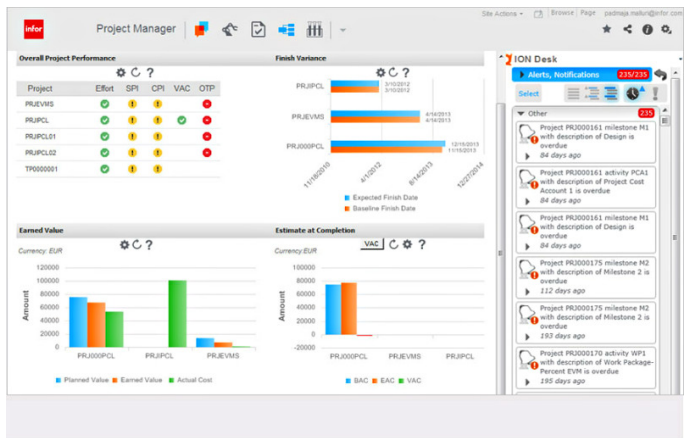 Site Actions
Browse
Page
padmaja.malluri@infor.com
infor
Project Manager
Overall Project Performance
Project Effort SPI CPI VAC OTP
PRJEVMS
PRJIPCL
PRJIPCL01
PRJIPCL02
TP0000001
Finish Variance
PRJIPCL
3/10/2012
3/10/2012
PRJEVMS
4/14/2013
4/14/2013
PRJ000PCL
12/16/2013
11/15/2013
11/18/2010
4/1/2012
8/14/2013
12/27/2014
Expected Finish Date
Baseline Finish Date
Earned Value
Currency: EUR
Amount
120000
100000
80000
60000
40000
20000
0
PRJ000PCL PRJIPCL PRJEVMS
Planned Value Earned Value Actual Cost
Estimate at Completion
Currency:EUR
VAC
Amount
100000
80000
60000
40000
20000
0
-20000
PRJ000PCL PRJEVMS PRJIPCL
BAC EAC VAC
ION Desk
Alerts, Notifications 235/235
Select
Other 235
Project PRJ000161 milestone M1
with description of Design is
overdue
84 days ago
Project PRJ000161 activity PCA1
with description of Project Cost
Account 1 is overdue
84 days ago
Project PRJ000161 milestone M1
with description of Design is
overdue
84 days ago
Project PRJ000175 milestone M2
with description of Milestone 2 is
overdue
112 days ago
Project PRJ000175 milestone M2
with description of Milestone 2 is
overdue
193 days ago
Project PRJ000170 activity WP1
with description of Work Package-
Percent EVM is overdue
195 days ago